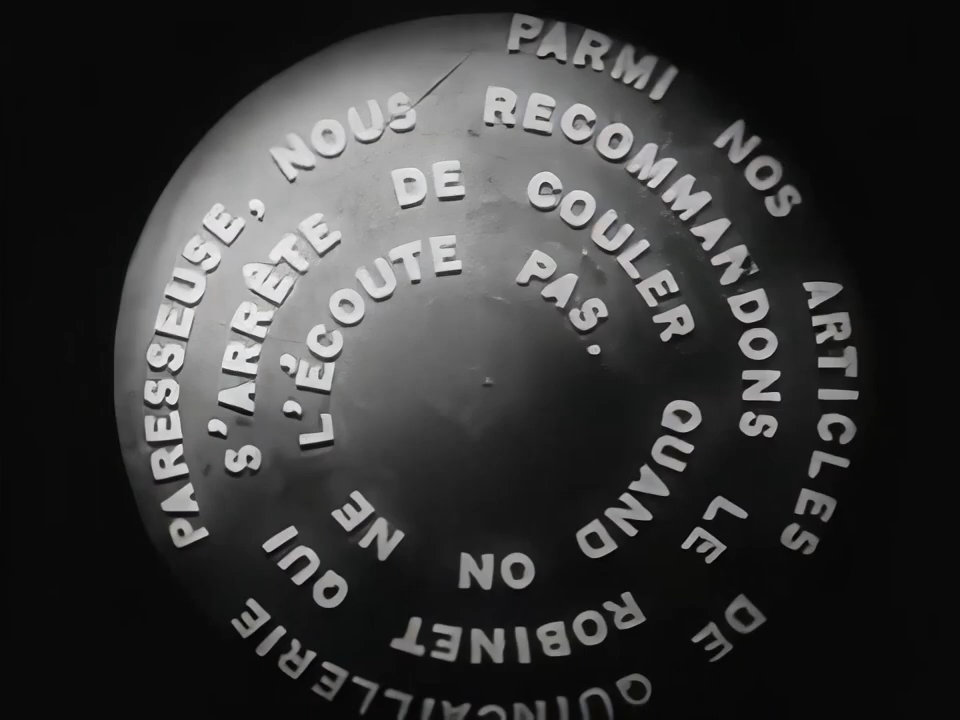 PARMI NOS ARTICLES DE QUINCAILLERIE PARESSEUSE, NOUS RECOMMANDONS LE ROBINET QUI S'ARRÊTE DE COULER QUAND ON NE L'ÉCOUTE PAS.